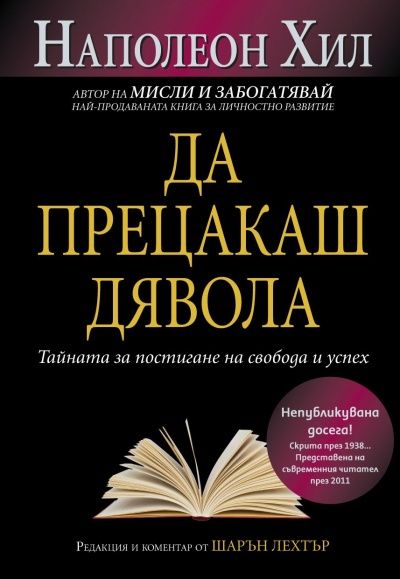 НАПОЛЕОН ХИЛ
АВТОР НА МИСЛИ И ЗАБОГАТЯВАЙ
НАЙ-ПРОДАВАНАТА КНИГА ЗА ЛИЧНОСТНО РАЗВИТИЕ
ДА
ПРЕЦАКАШ
ДЯВОЛА
Тайната за постигане на свобода и успех
Непубликувана
досега!
Скрита през 1938...
Представена на
съвременния читател
през 2011
РЕДАКЦИЯ И КОМЕНТАР ОТ ШАРЪН ЛЕХТЪР